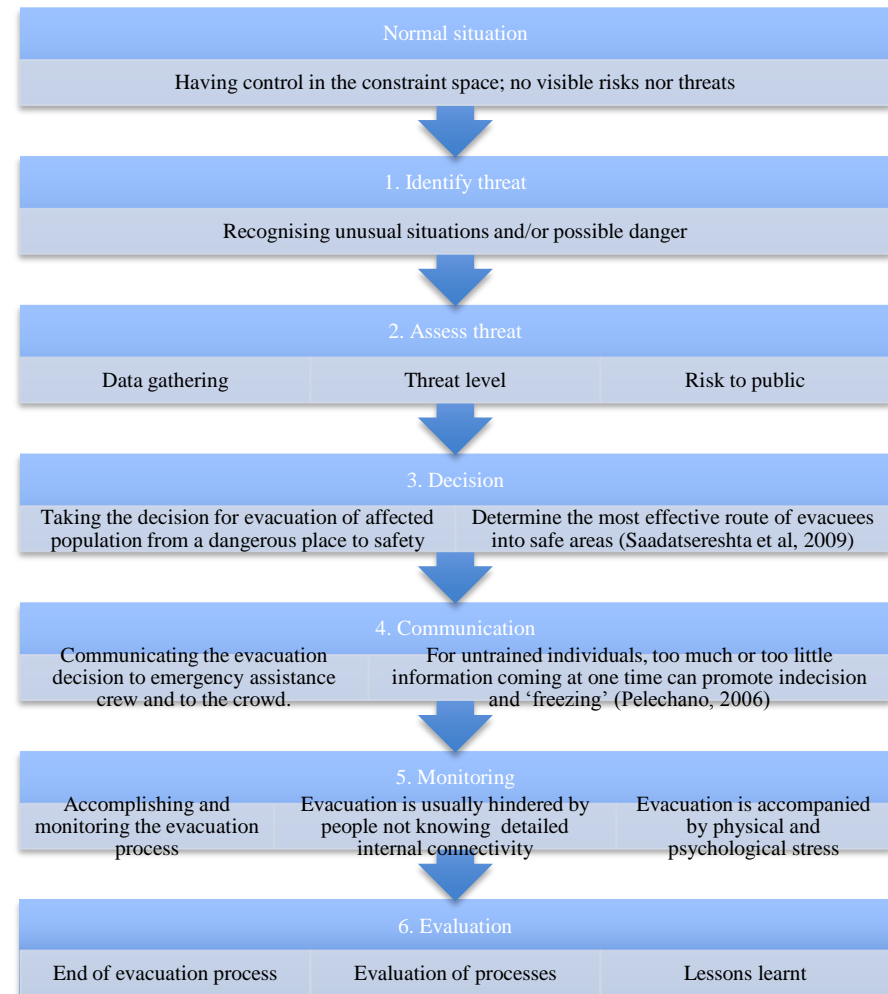 Normal situation
Having control in the constraint space; no visible risks nor threats
1. Identify threat
Recognising unusual situations and/or possible danger
2. Assess threat
Data gathering
Threat level
Risk to public
3. Decision
Taking the decision for evacuation of affected
population from a dangerous place to safety
Determine the most effective route of evacuees
into safe areas (Saadatsereshta et al, 2009)
4. Communication
Communicating the evacuation
decision to emergency assistance
crew and to the crowd.
For untrained individuals, too much or too little
information coming at one time can promote indecision
and ‘freezing’ (Pelechano, 2006)
5. Monitoring
Accomplishing and
monitoring the evacuation
process
Evacuation is usually hindered by
people not knowing detailed
internal connectivity
Evacuation is accompanied
by physical and
psychological stress
6. Evaluation
End of evacuation process
Evaluation of processes
Lessons learnt